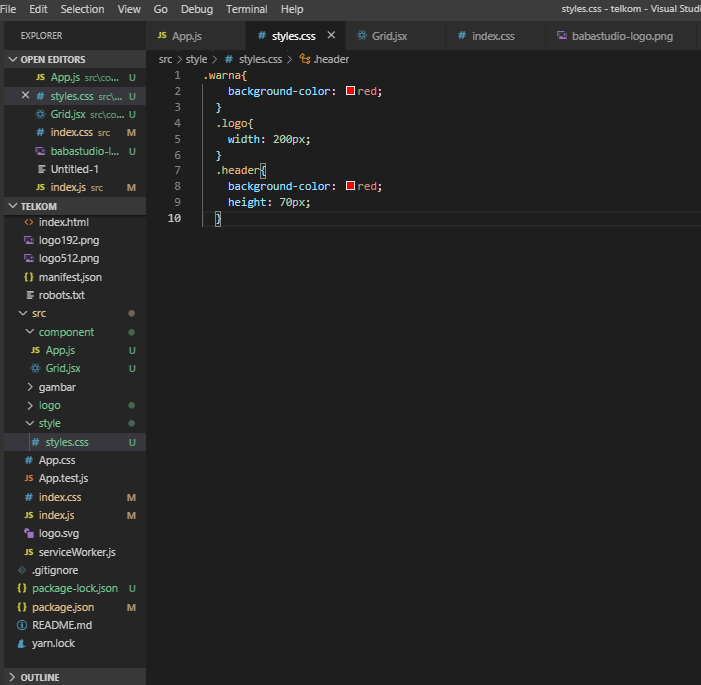 File Edit Selection View Go Debug Terminal Help styles.css - telkom - Visual Studi
EXPLORER
OPEN EDITORS
JS App.js src\co... U
# styles.css src\... U
Grid.jsx src\co... U
# index.css src M
babastudio-l... U
Untitled-1
JS index.js src M
TELKOM
<> index.html
logo192.png
logo512.png
{} manifest.json
robots.txt
src
component
JS App.js U
Grid.jsx U
gambar
logo
style
# styles.css U
# App.css
JS App.test.js
# index.css M
JS index.js M
logo.svg
JS serviceWorker.js
.gitignore
{} package-lock.json U
{} package.json M
README.md
yarn.lock
OUTLINE
JS App.js # styles.css Grid.jsx # index.css babastudio-logo.png
src > style > # styles.css > .header
1 .warna{
2 background-color: red;
3 }
4 .logo{
5 width: 200px;
6 }
7 .header{
8 background-color: red;
9 height: 70px;
10 }